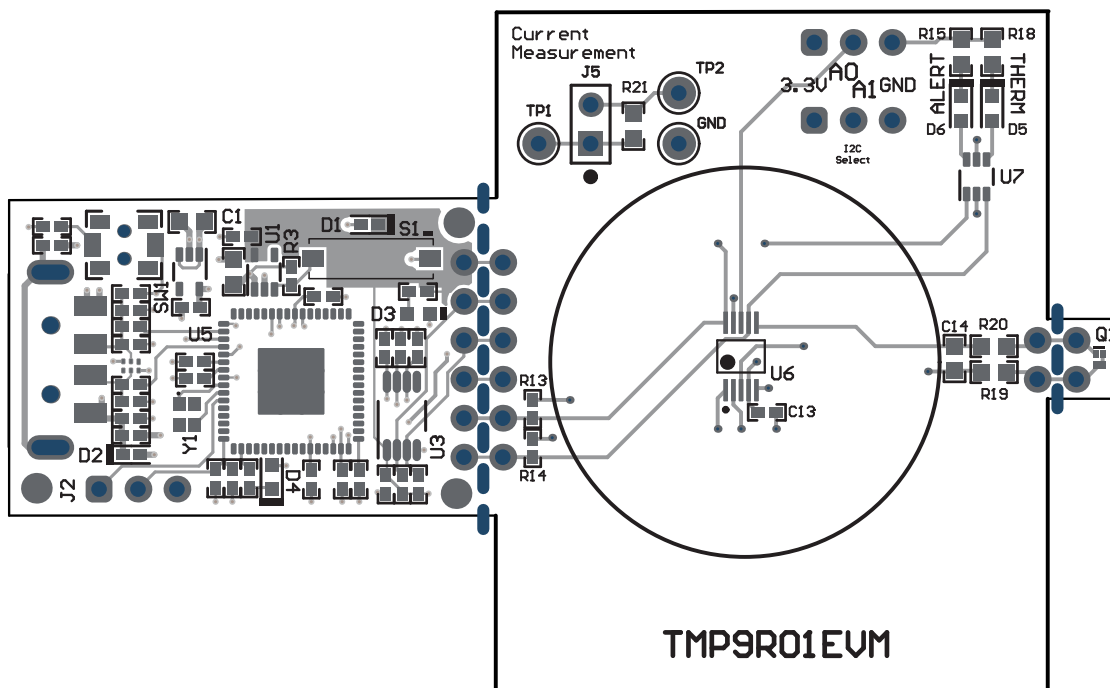 Current
Measurement
J5
R21
TP2
TP1
GND
3.3V
A0
A1
GND
I2C
Select
R15
R18
ALERT
THERM
D6
D5
U7
C1
U1
R3
D1
S1
SW1
D3
U5
Y1
U3
D2
D4
J2
R13
R14
U6
C13
C14
R20
R19
Q1
TMP9R01EVM